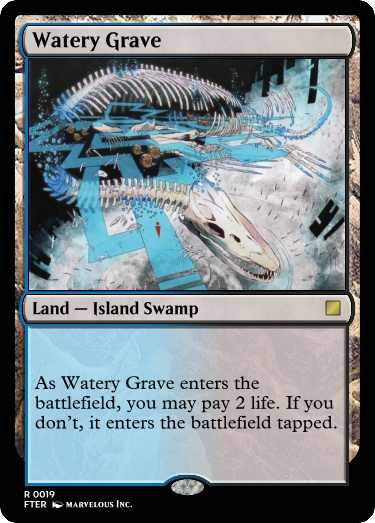 Watery Grave
Land — Island Swamp
As Watery Grave enters the
battlefield, you may pay 2 life. If you
don't, it enters the battlefield tapped.
R 0019
FTER MARVELOUS INC.